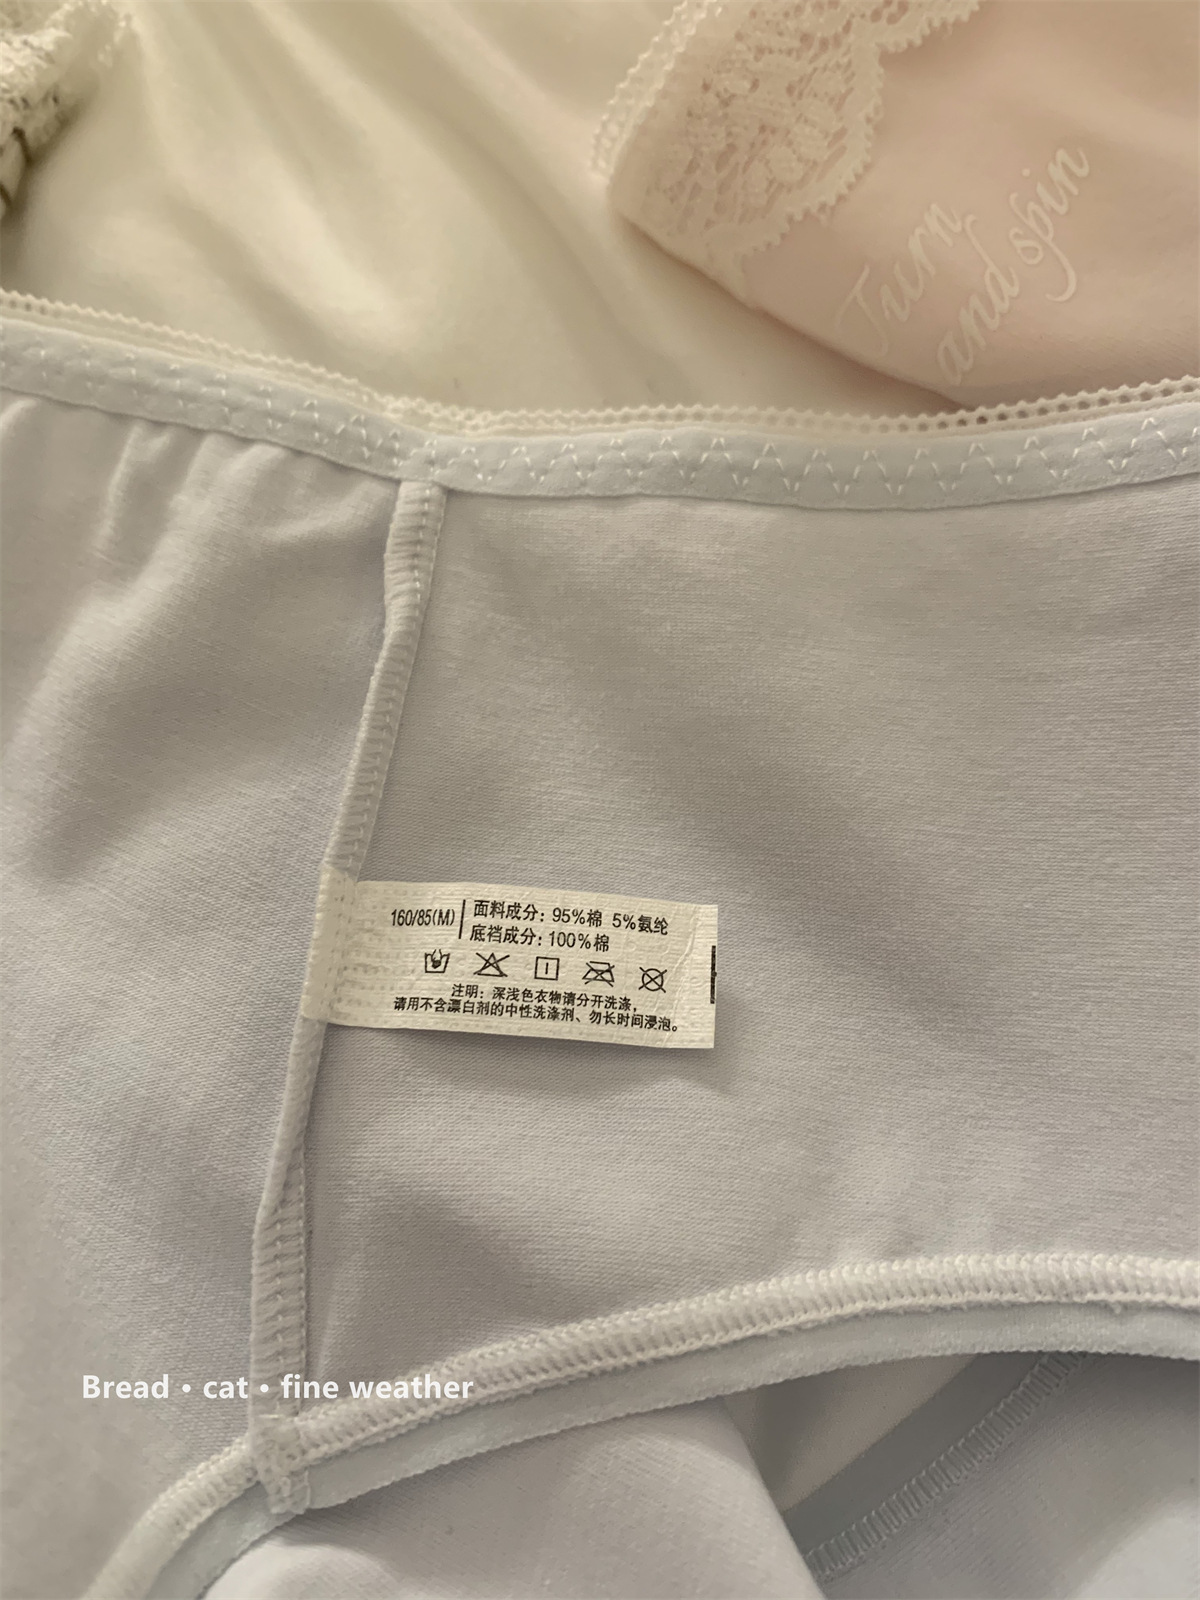 Turn
and spin
160/85(M)
面料成分: 95%棉 5%氨纶
底裆成分: 100%棉
注明: 深浅色衣物请分开洗涤,
请用不含漂白剂的中性洗涤剂、勿长时间浸泡。
Bread • cat • fine weather